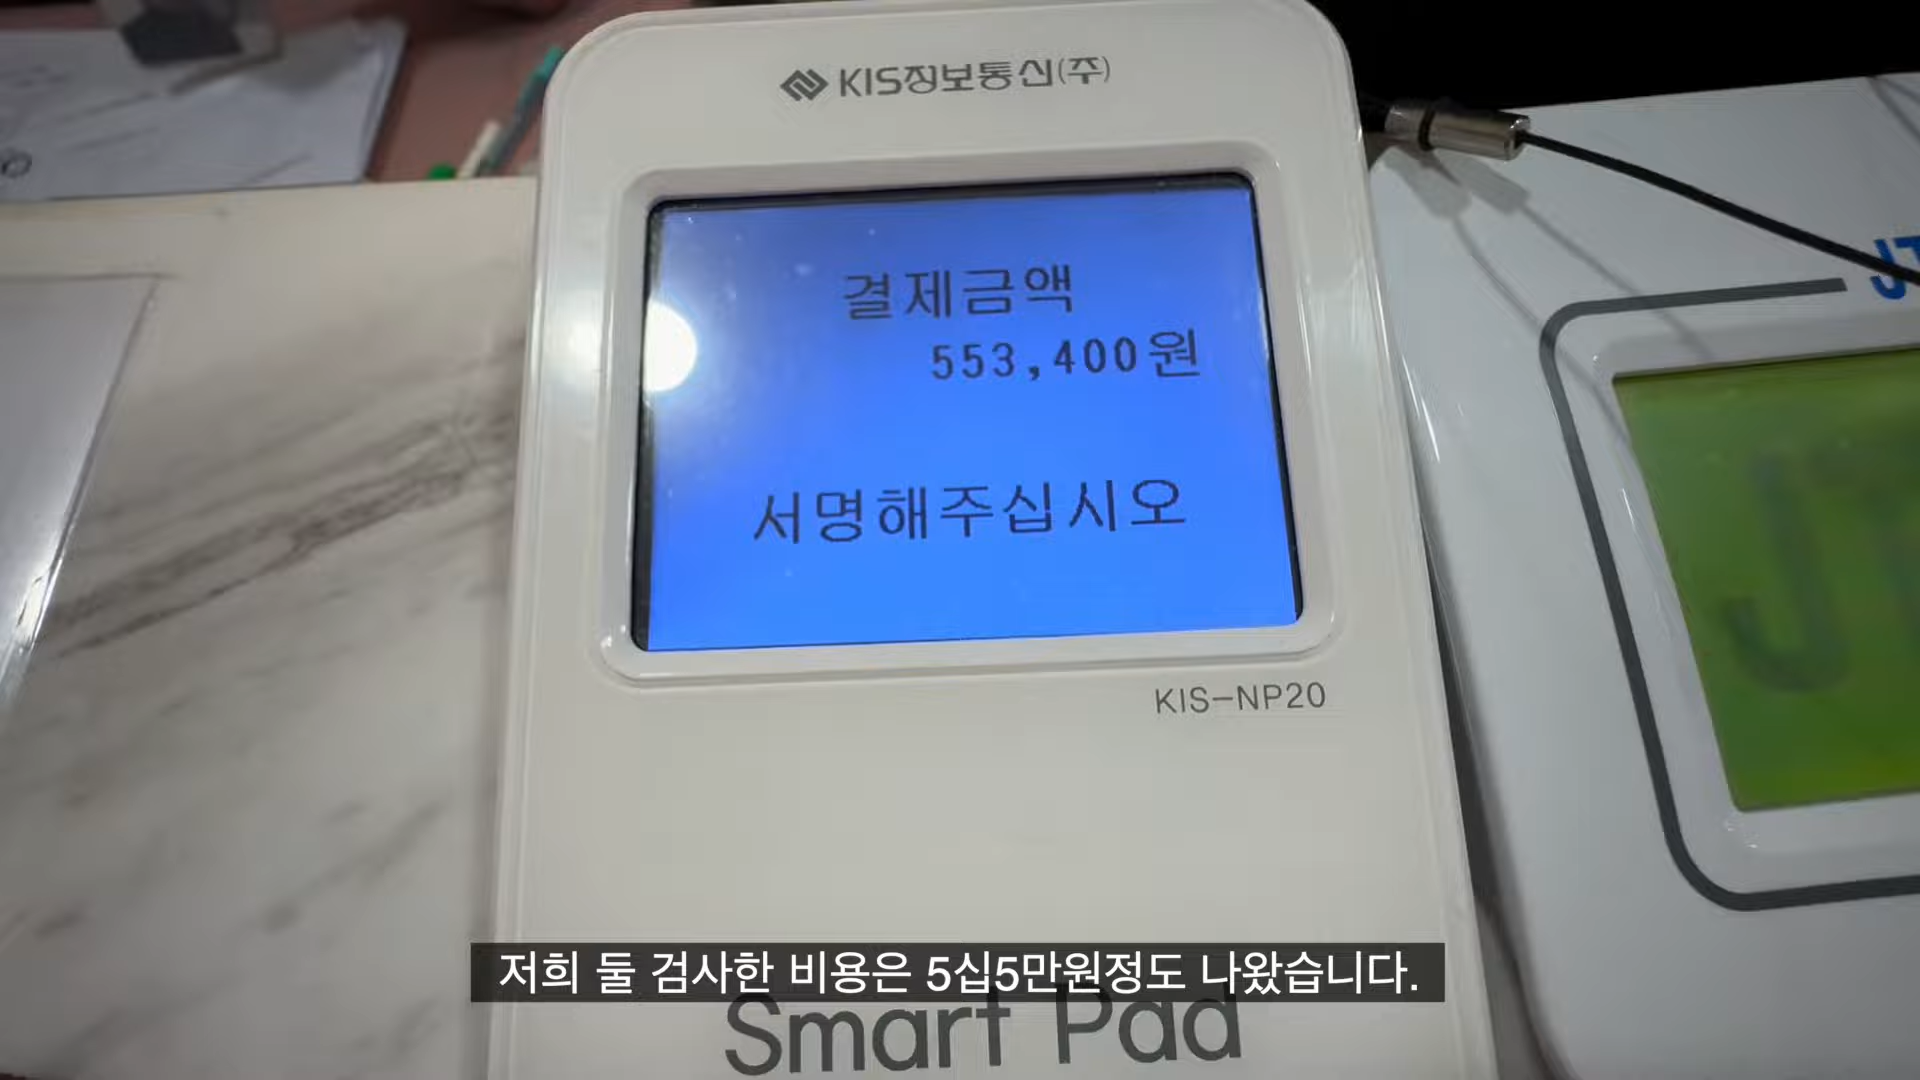 KIS정보통신(주)
결제금액
553,400원
서명해주십시오
KIS-NP20
저희 둘 검사한 비용은 5십5만원정도 나왔습니다.
Smart Pad
JT